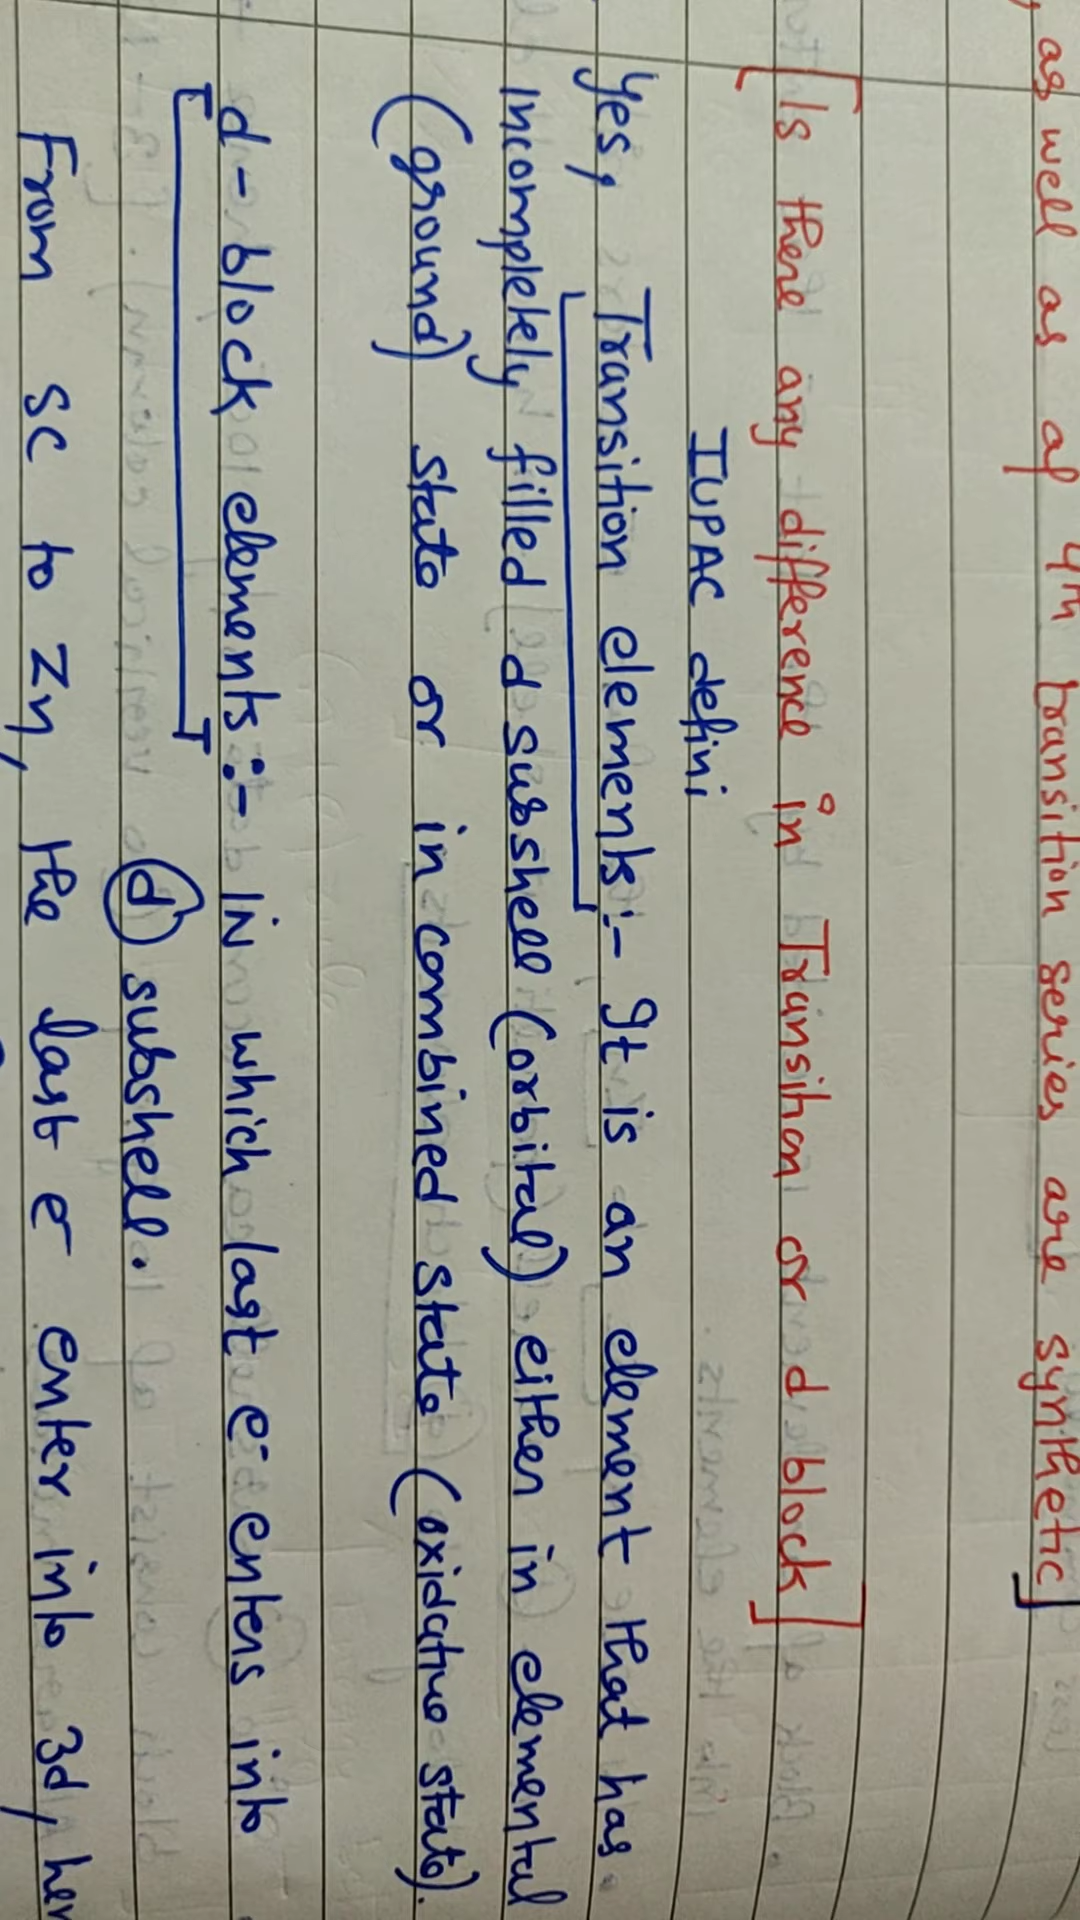 as well as of 4th transition series are synthetic]
[Is there any difference in Transition or d block]
IUPAC defini
Yes, Transition elements:- It is an element that has
incompletely filled d subshell (orbital) either in elemental
(ground) state or in combined state (oxidative state).
d-block elements:- IN which last e- enters into
d subshell.
From Sc to Zn, the last e- enter into 3d, hen